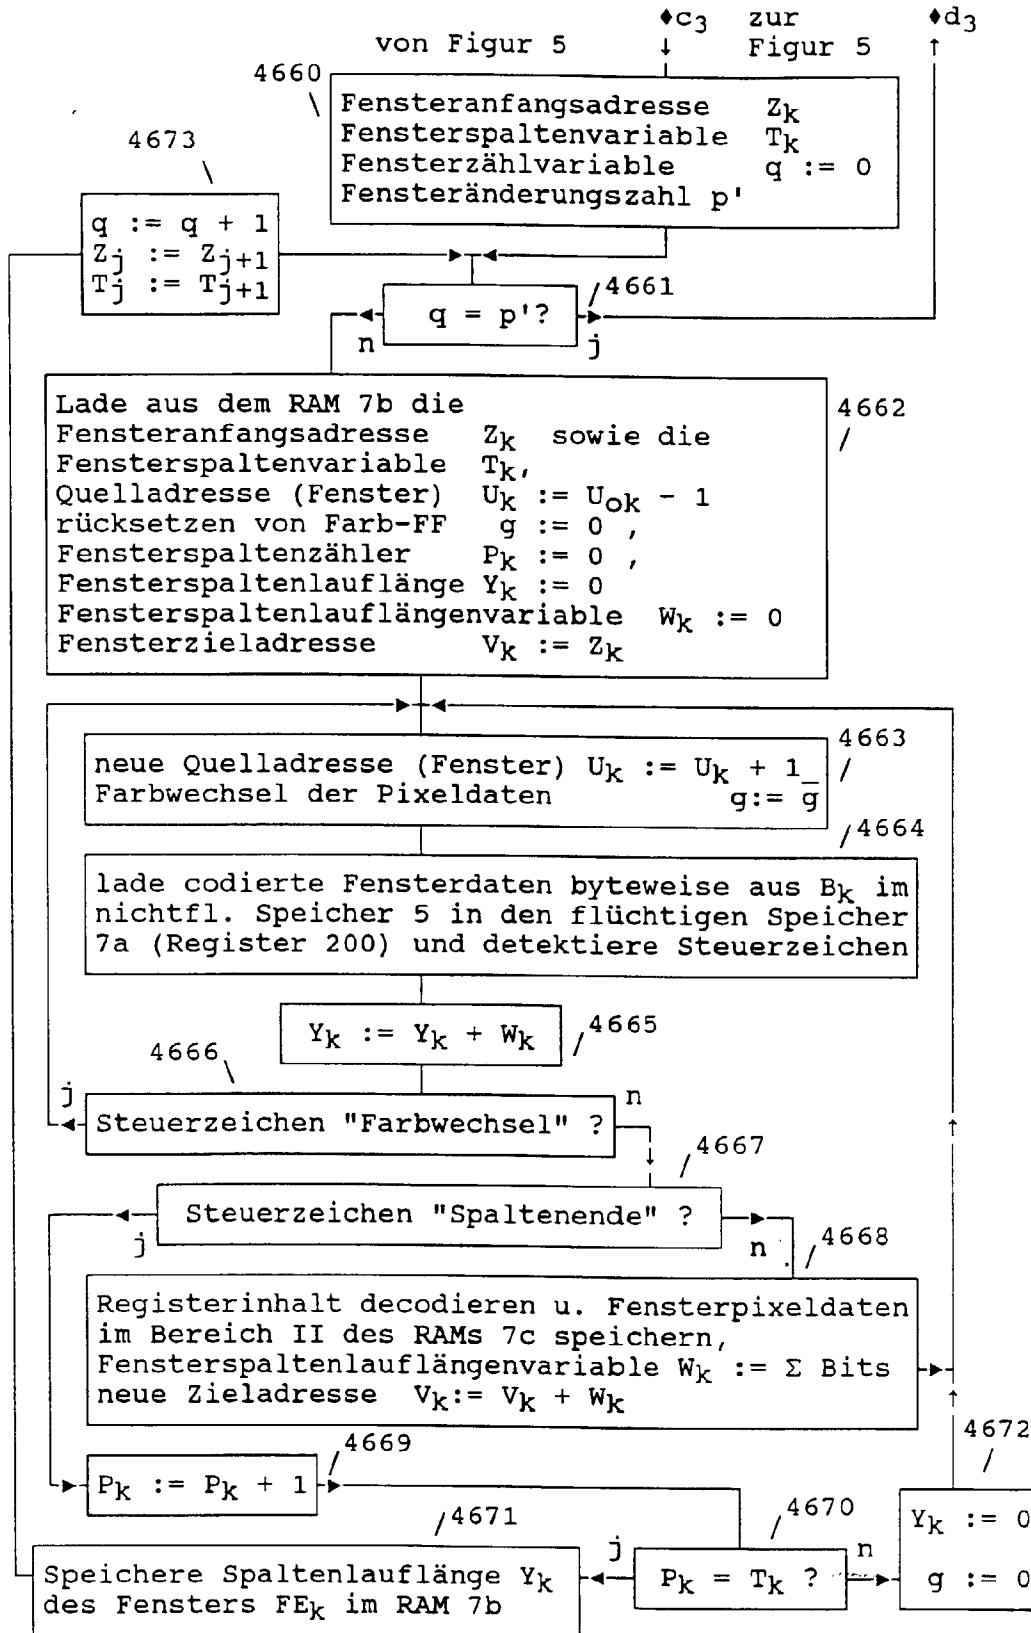 ♦c3 zur ♦d3
von Figur 5 ↓ Figur 5 ↑
4660
Fensteranfangsadresse Zk
Fensterspaltenvariable Tk
Fensterzählvariable q := 0
Fensteränderungszahl p'
4673
q := q + 1
Zj := Zj+1
Tj := Tj+1
4661
q = p'?
n
j
Lade aus dem RAM 7b die
Fensteranfangsadresse Zk sowie die
Fensterspaltenvariable Tk,
Quelladresse (Fenster) Uk := Uok - 1
rücksetzen von Farb-FF g := 0 ,
Fensterspaltenzähler Pk := 0 ,
Fensterspaltenlauflänge Yk := 0
Fensterspaltenlauflängenvariable Wk := 0
Fensterzieladresse Vk := Zk
4662
4663
neue Quelladresse (Fenster) Uk := Uk + 1
Farbwechsel der Pixeldaten g:= g̅
4664
lade codierte Fensterdaten byteweise aus Bk im
nichtfl. Speicher 5 in den flüchtigen Speicher
7a (Register 200) und detektiere Steuerzeichen
4665
Yk := Yk + Wk
4666
j
n
Steuerzeichen "Farbwechsel" ?
4667
Steuerzeichen "Spaltenende" ?
j
n
4668
Registerinhalt decodieren u. Fensterpixeldaten
im Bereich II des RAMs 7c speichern,
Fensterspaltenlauflängenvariable Wk := Σ Bits
neue Zieladresse Vk:= Vk + Wk
4669
Pk := Pk + 1
4672
Yk := 0
g := 0
4670
j
n
Pk = Tk ?
4671
Speichere Spaltenlauflänge Yk
des Fensters FEk im RAM 7b